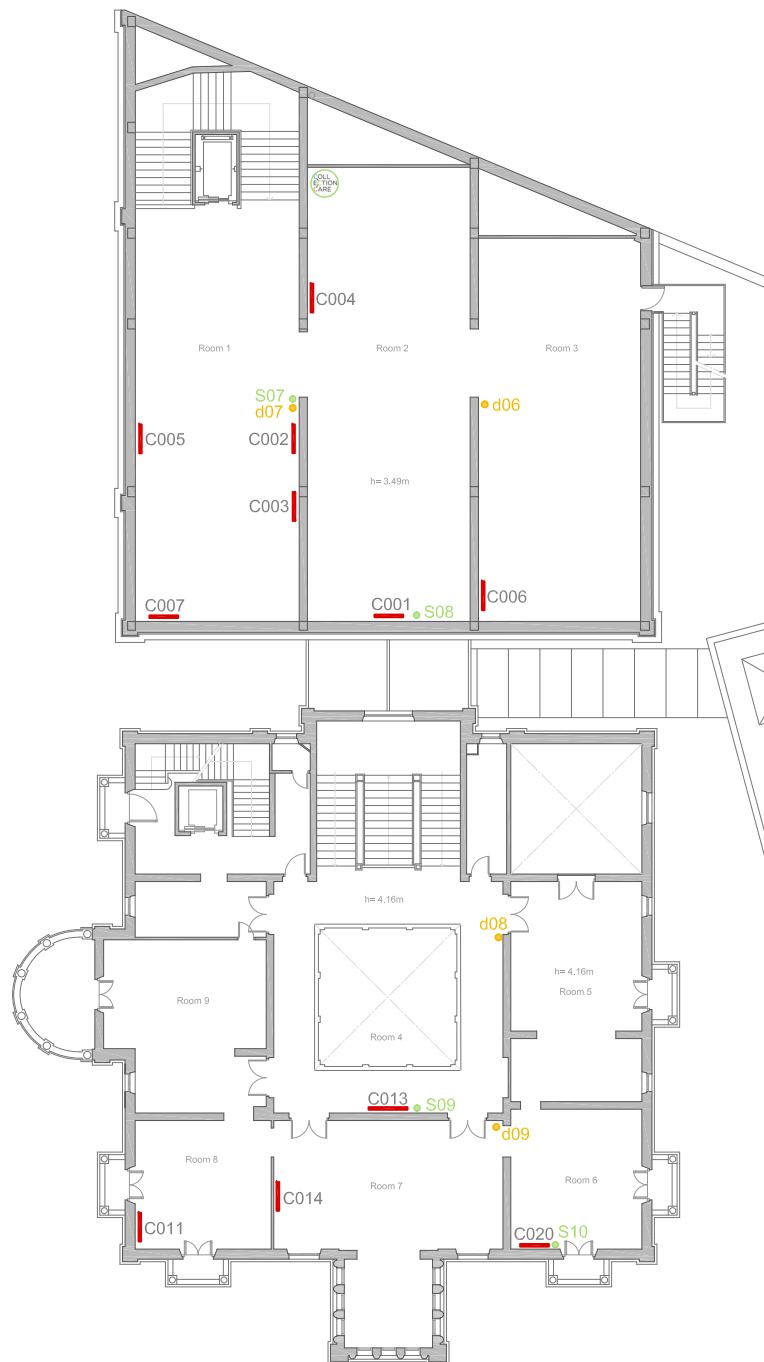 COLL
ECTION
CARE
C004
Room 1
Room 2
Room 3
S07
d07
d06
C005
C002
h= 3.49m
C003
C006
C007
C001
S08
h= 4.16m
d08
h= 4.16m
Room 5
Room 9
Room 4
C013
S09
d09
Room 8
Room 7
Room 6
C014
C011
C020
S10